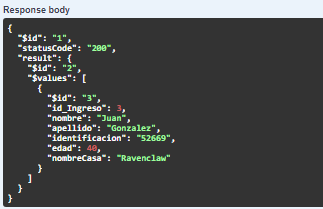 Response body
{
"$id": "1",
"statusCode": "200",
"result": {
"$id": "2",
"$values": [
{
"$id": "3",
"id_Ingreso": 3,
"nombre": "Juan",
"apellido": "Gonzalez",
"identificacion": "52669",
"edad": 40,
"nombreCasa": "Ravenclaw"
}
]
}
}